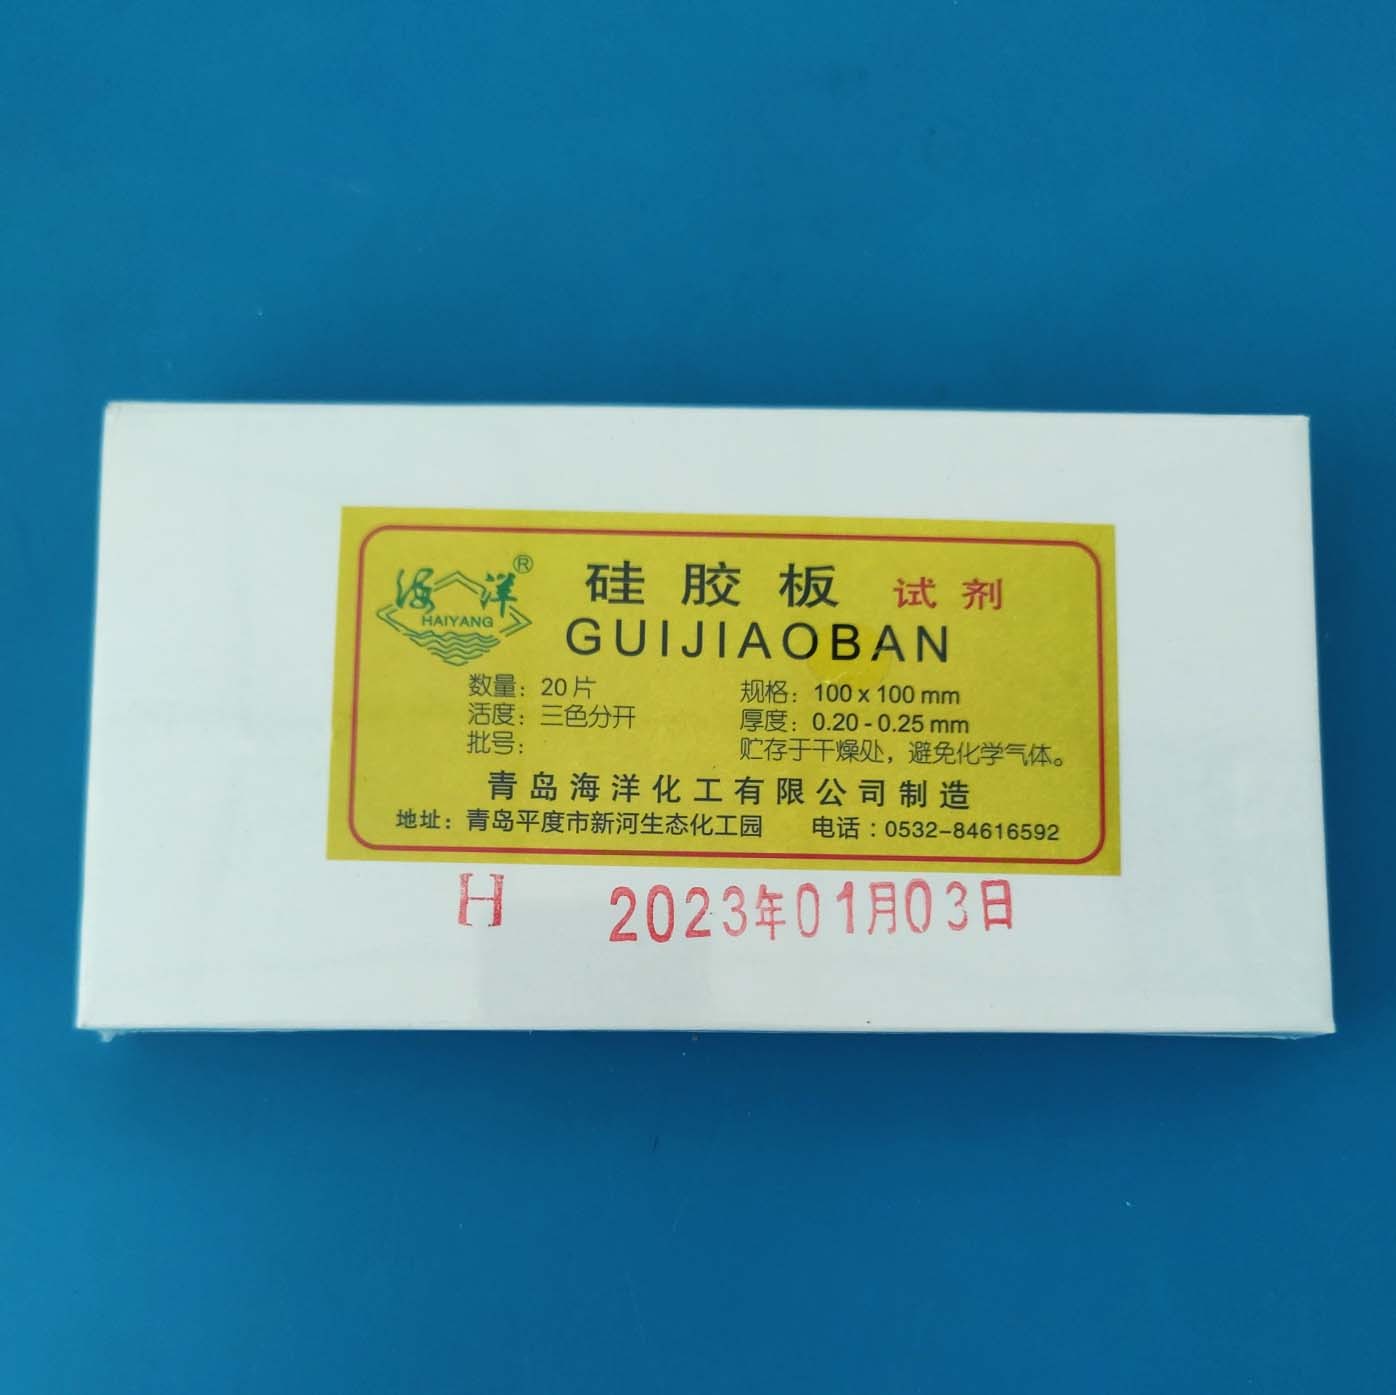 海洋®
HAIYANG
硅胶板 试剂
GUIJIAOBAN
数量：20片 规格：100 x 100 mm
活度：三色分开 厚度：0.20 - 0.25 mm
批号： 贮存于干燥处，避免化学气体。
青岛海洋化工有限公司制造
地址：青岛平度市新河生态化工园 电话：0532-84616592
H 2023年01月03日